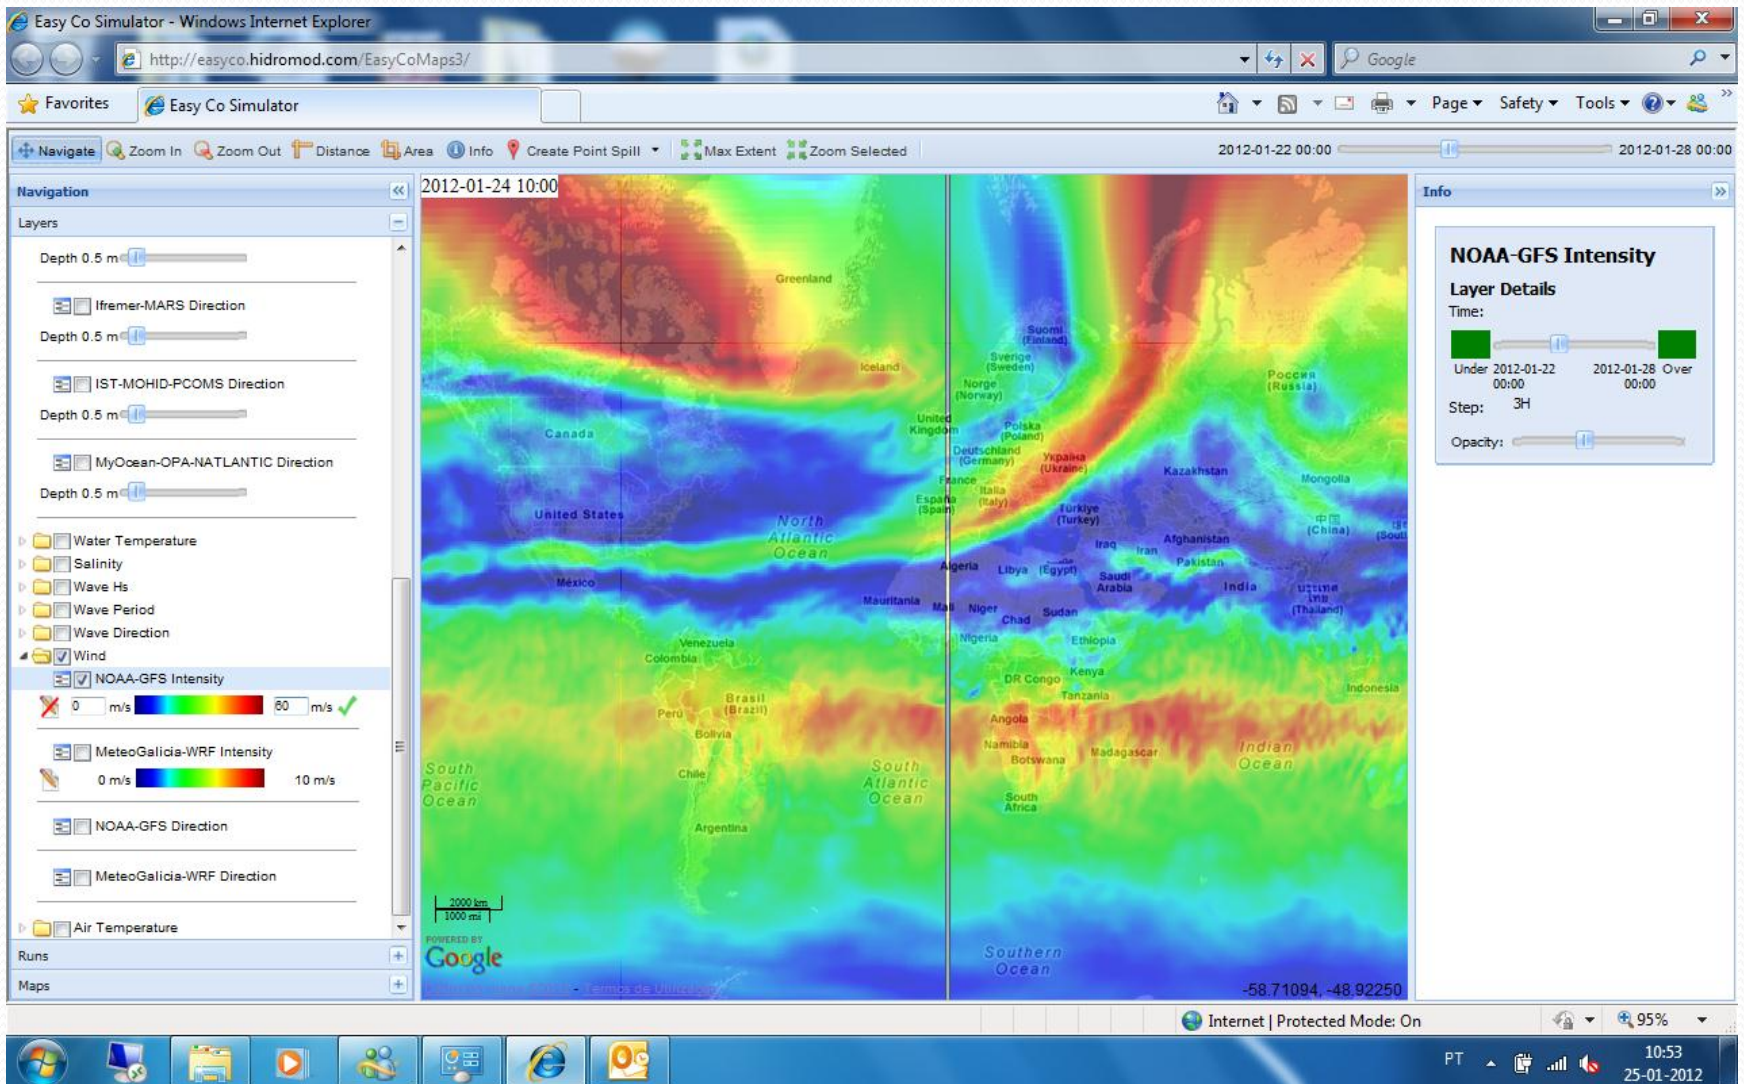 Easy Co Simulator - Windows Internet Explorer
http://easyco.hidromod.com/EasyCoMaps3/
Google
Favorites
Easy Co Simulator
Page
Safety
Tools
Navigate
Zoom In
Zoom Out
Distance
Area
Info
Create Point Spill
Max Extent
Zoom Selected
2012-01-22 00:00
2012-01-28 00:00
Navigation
Layers
Depth 0.5 m
Ifremer-MARS Direction
Depth 0.5 m
IST-MOHID-PCOMS Direction
Depth 0.5 m
MyOcean-OPA-NATLANTIC Direction
Depth 0.5 m
Water Temperature
Salinity
Wave Hs
Wave Period
Wave Direction
Wind
NOAA-GFS Intensity
0 m/s 60 m/s
MeteoGalicia-WRF Intensity
0 m/s 10 m/s
NOAA-GFS Direction
MeteoGalicia-WRF Direction
Air Temperature
Runs
Maps
2012-01-24 10:00
Greenland
Iceland
Suomi
(Finland)
Sverige
(Sweden)
Norge
(Norway)
Россия
(Russia)
United
Kingdom
Polska
(Poland)
Deutschland
(Germany)
Україна
(Ukraine)
Canada
Kazakhstan
France
Mongolia
Italia
(Italy)
España
(Spain)
Türkiye
(Turkey)
United States
North
Atlantic
Ocean
中国
(China)
(Sout
Iraq
Iran
Afghanistan
Algeria
Libya
(Egypt)
Pakistan
México
Saudi
Arabia
India
(Thailand)
Mauritania
Mali
Niger
Chad
Sudan
Nigeria
Ethiopia
Venezuela
Colombia
DR Congo
Kenya
Tanzania
Indonesia
Brasil
(Brazil)
Perú
Bolivia
Angola
Namibia
Botswana
Madagascar
Indian
Ocean
South
Pacific
Ocean
Chile
South
Atlantic
Ocean
South
Africa
Argentina
2000 km
1000 mi
POWERED BY
Google
Southern
Ocean
- Termos de
-58.71094, -48.92250
Info
NOAA-GFS Intensity
Layer Details
Time:
Under 2012-01-22 00:00
2012-01-28 00:00 Over
Step: 3H
Opacity:
Internet | Protected Mode: On
95%
PT
10:53
25-01-2012